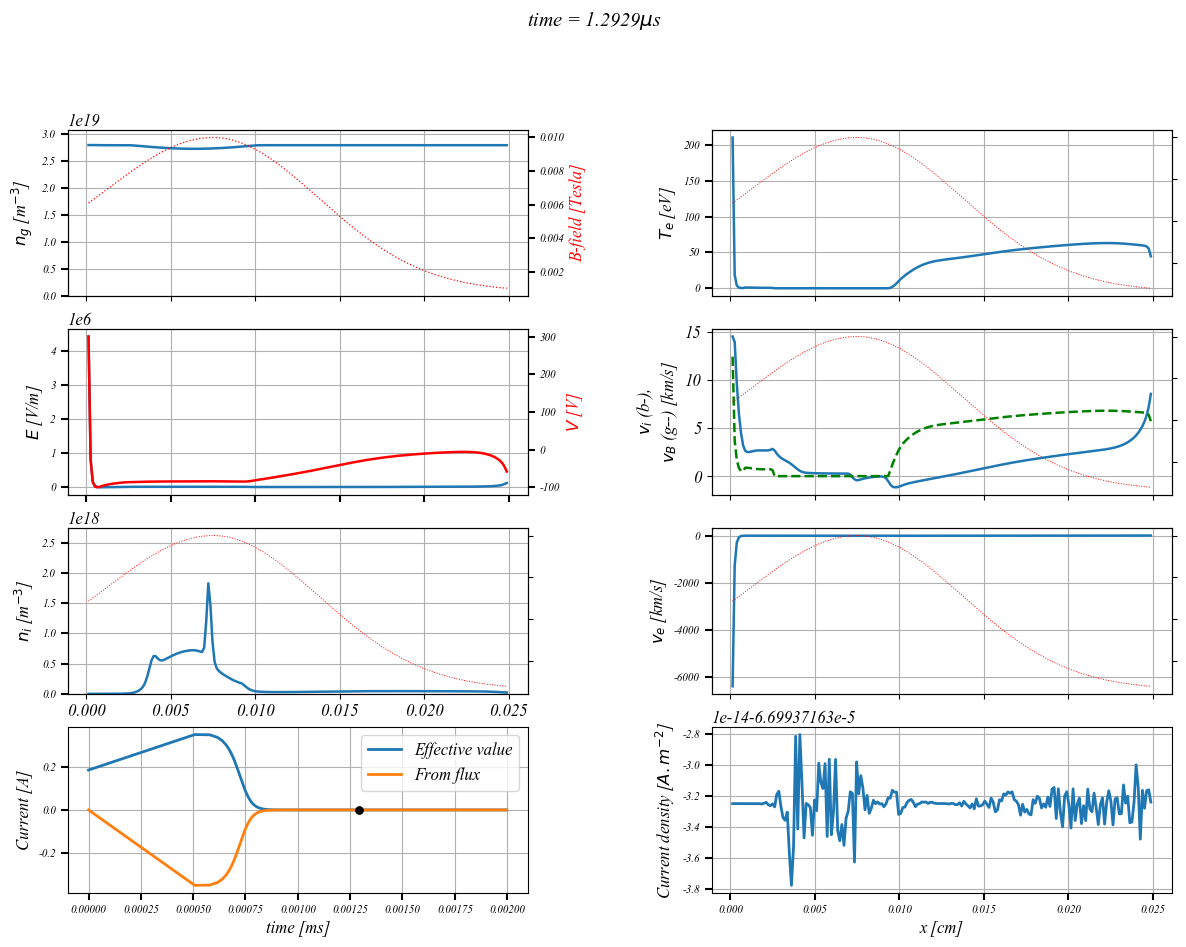 time = 1.2929μs
1e19
3.0
2.5
2.0
1.5
1.0
0.5
0.0
n_g [m^{-3}]
0.010
0.008
0.006
0.004
0.002
B-field [Tesla]
200
150
100
50
0
T_e [eV]
1e6
4
3
2
1
0
E [V/m]
300
200
100
0
-100
V [V]
15
10
5
0
v_i (b-),
v_B (g--) [km/s]
1e18
2.5
2.0
1.5
1.0
0.5
0.0
n_i [m^{-3}]
0.000 0.005 0.010 0.015 0.020 0.025
0
-2000
-4000
-6000
v_e [km/s]
0.2
0.0
-0.2
Current [A]
Effective value
From flux
0.00000 0.00025 0.00050 0.00075 0.00100 0.00125 0.00150 0.00175 0.00200
time [ms]
1e-14-6.69937163e-5
-2.8
-3.0
-3.2
-3.4
-3.6
-3.8
Current density [A.m^{-2}]
0.000 0.005 0.010 0.015 0.020 0.025
x [cm]